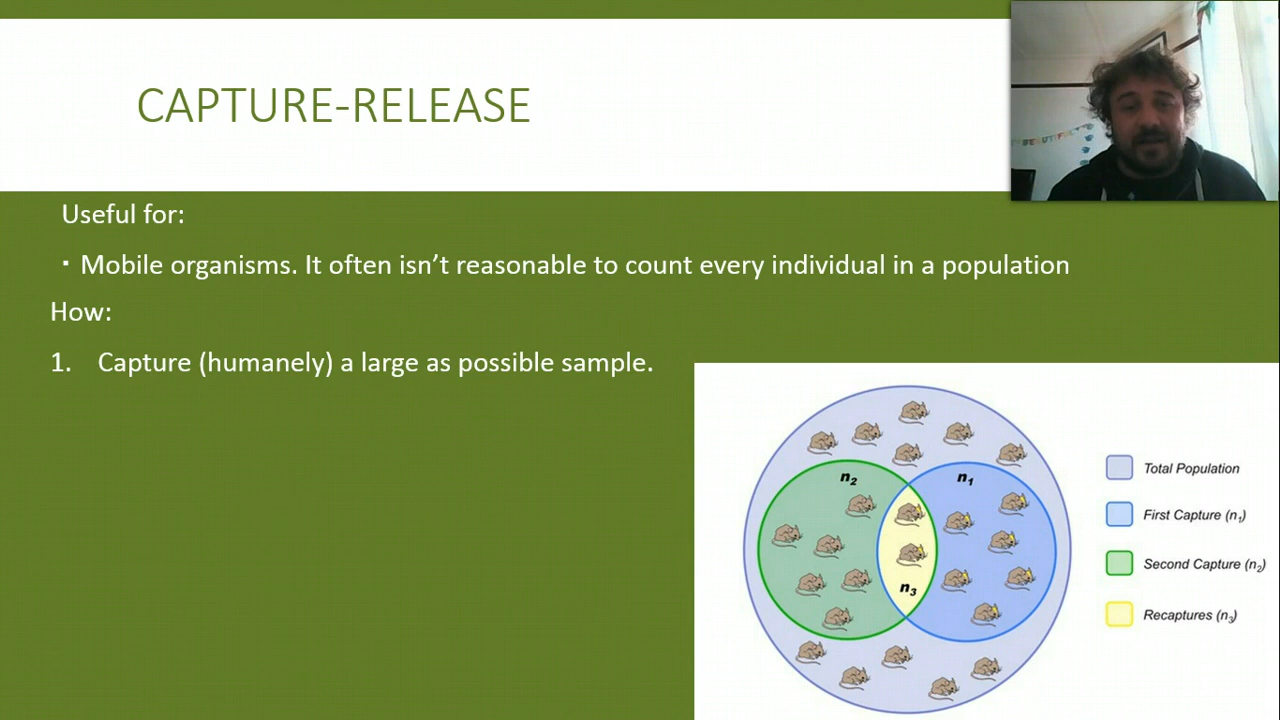 CAPTURE-RELEASE
Useful for:
▪ Mobile organisms. It often isn’t reasonable to count every individual in a population
How:
1. Capture (humanely) a large as possible sample.
n2
n1
n3
Total Population
First Capture (n1)
Second Capture (n2)
Recaptures (n3)
BEAUTIFUL